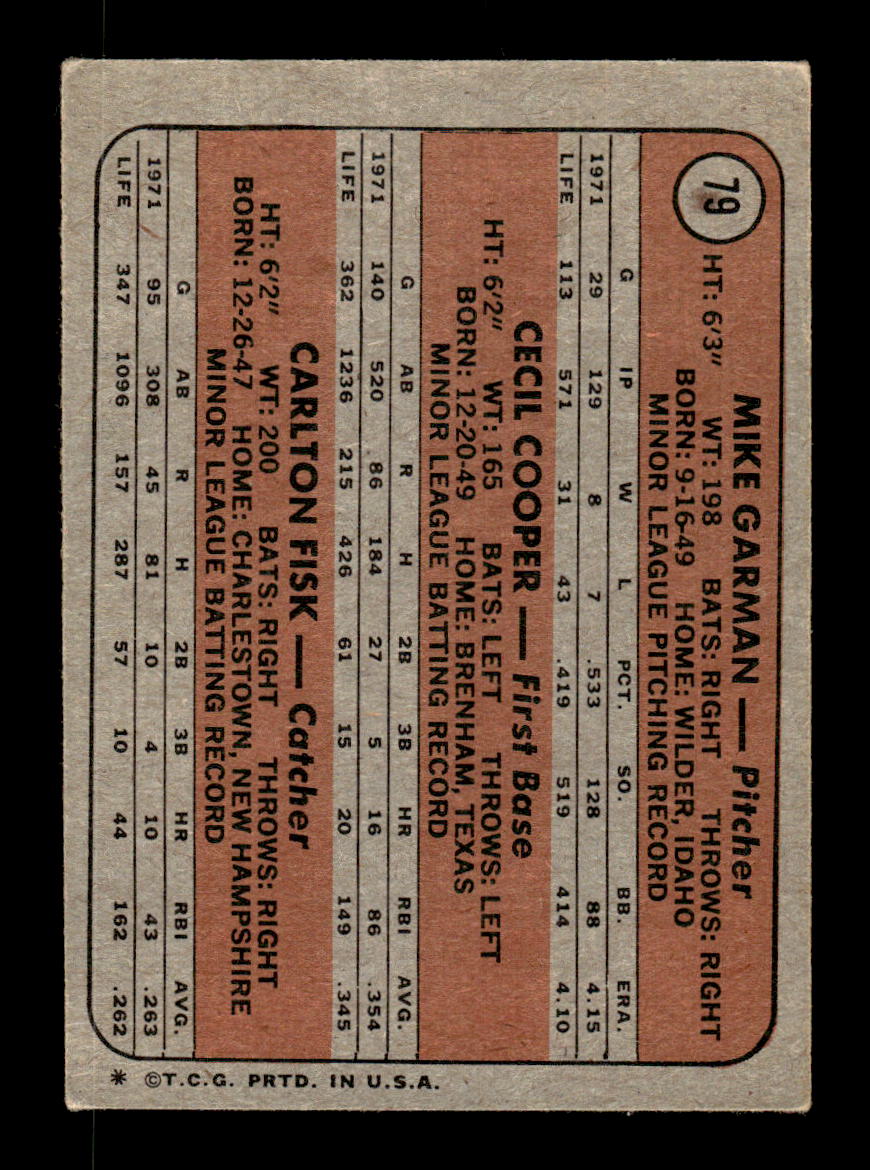 79
MIKE GARMAN — Pitcher
HT: 6'3" WT: 198 BATS: RIGHT THROWS: RIGHT
BORN: 9-16-49 HOME: WILDER, IDAHO
MINOR LEAGUE PITCHING RECORD
G IP W L PCT. SO. BB. ERA.
1971 29 129 8 7 .533 128 88 4.15
LIFE 113 571 31 43 .419 519 414 4.10
CECIL COOPER — First Base
HT: 6'2" WT: 165 BATS: LEFT THROWS: LEFT
BORN: 12-20-49 HOME: BRENHAM, TEXAS
MINOR LEAGUE BATTING RECORD
G AB R H 2B 3B HR RBI AVG.
1971 140 520 86 184 27 5 16 86 .354
LIFE 362 1236 215 426 61 15 20 149 .345
CARLTON FISK — Catcher
HT: 6'2" WT: 200 BATS: RIGHT THROWS: RIGHT
BORN: 12-26-47 HOME: CHARLESTOWN, NEW HAMPSHIRE
MINOR LEAGUE BATTING RECORD
G AB R H 2B 3B HR RBI AVG.
1971 95 308 45 81 10 4 10 43 .263
LIFE 347 1096 157 287 57 10 44 162 .262
* ©T.C.G. PRTD. IN U.S.A.